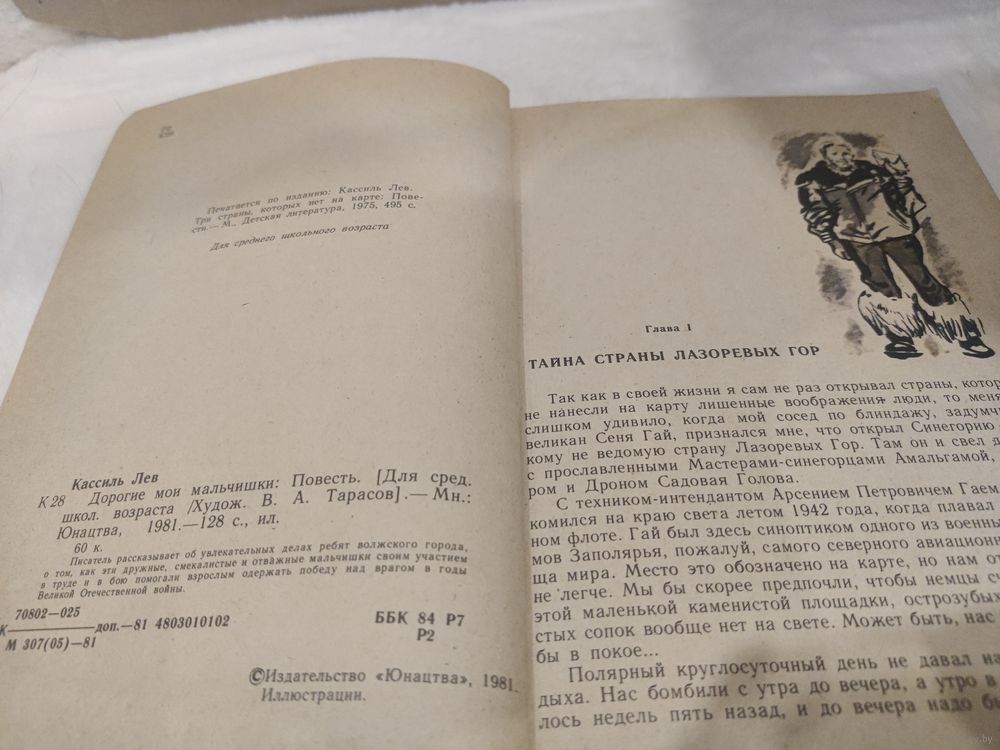 Р2
К28
Печатается по изданию: Кассиль Лев.
Три страны, которых нет на карте: Пове-
сти.— М., Детская литература, 1975, 495 с.
Для среднего школьного возраста
Кассиль Лев
К 28 Дорогие мои мальчишки: Повесть. [Для сред.
школ. возраста /Худож. В. А. Тарасов].— Мн.:
Юнацтва, 1981.—128 с., ил.
60 к.
Писатель рассказывает об увлекательных делах ребят волжского города,
о том, как эти дружные, смекалистые и отважные мальчишки своим участием
в труде и в бою помогали взрослым одержать победу над врагом в годы
Великой Отечественной войны.
70802—025
К————доп.—81 4803010102
М 307(05)—81
ББК 84 Р7
Р2
©Издательство «Юнацтва», 1981.
Иллюстрации.
Глава I
ТАЙНА СТРАНЫ ЛАЗОРЕВЫХ ГОР
Так как в своей жизни я сам не раз открывал страны, котор
не нанесли на карту лишенные воображения люди, то меня
слишком удивило, когда мой сосед по блиндажу, задумч
великан Сеня Гай, признался мне, что открыл Синегорию
кому не ведомую страну Лазоревых Гор. Там он и свел д
с прославленными Мастерами-синегорцами Амальгамой,
ром и Дроном Садовая Голова.
С техником-интендантом Арсением Петровичем Гаем
комился на краю света летом 1942 года, когда плавал
ном флоте. Гай был здесь синоптиком одного из военны
мов Заполярья, пожалуй, самого северного авиационн
ща мира. Место это обозначено на карте, но нам от
не легче. Мы бы скорее предпочли, чтобы немцы сч
этой маленькой каменистой площадки, острозубых
стых сопок вообще нет на свете. Может быть, нас
бы в покое...
Полярный круглосуточный день не давал на
дыха. Нас бомбили с утра до вечера, а утро в
лось недель пять назад, и до вечера надо бы